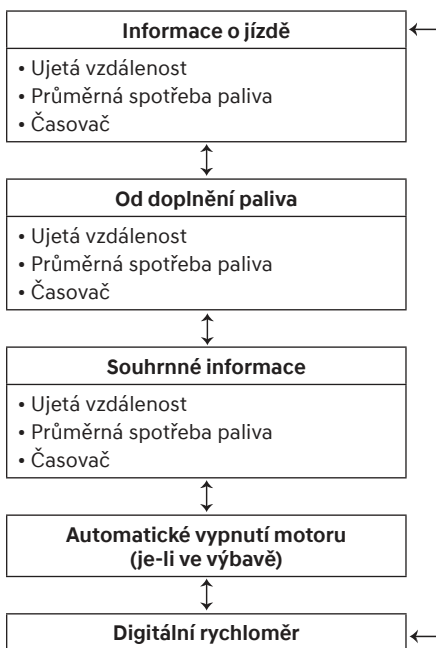 Informace o jízdě
• Ujetá vzdálenost
• Průměrná spotřeba paliva
• Časovač
Od doplnění paliva
• Ujetá vzdálenost
• Průměrná spotřeba paliva
• Časovač
Souhrnné informace
• Ujetá vzdálenost
• Průměrná spotřeba paliva
• Časovač
Automatické vypnutí motoru
(je-li ve výbavě)
Digitální rychloměr